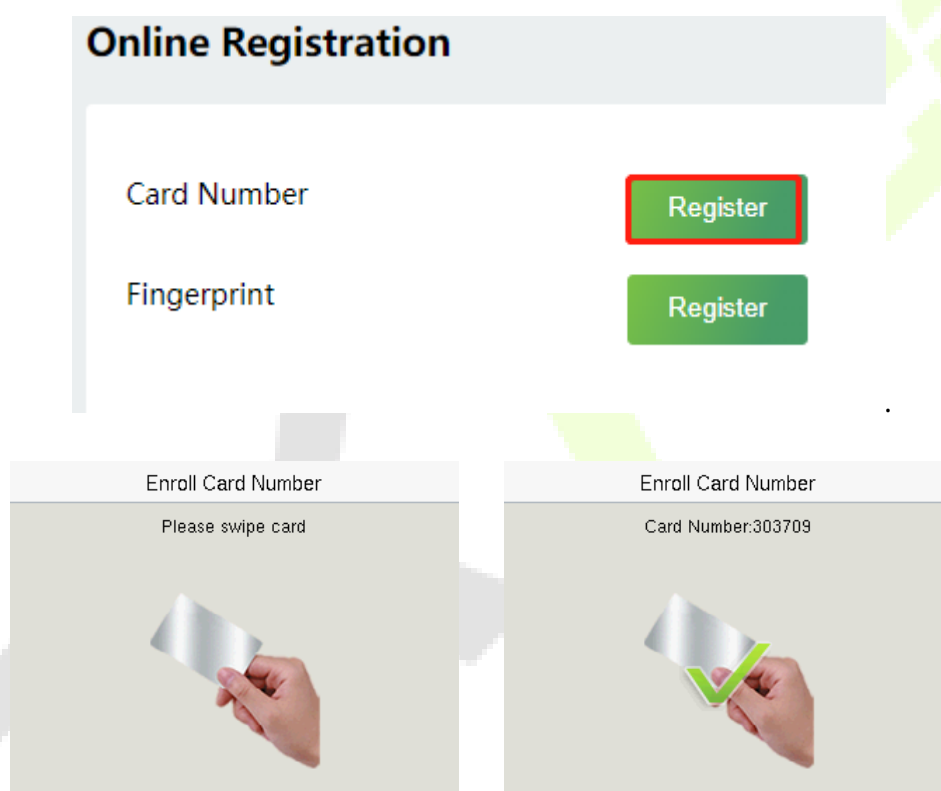 Online Registration
Card Number
Register
Fingerprint
Register
.
Enroll Card Number
Please swipe card
Enroll Card Number
Card Number:303709